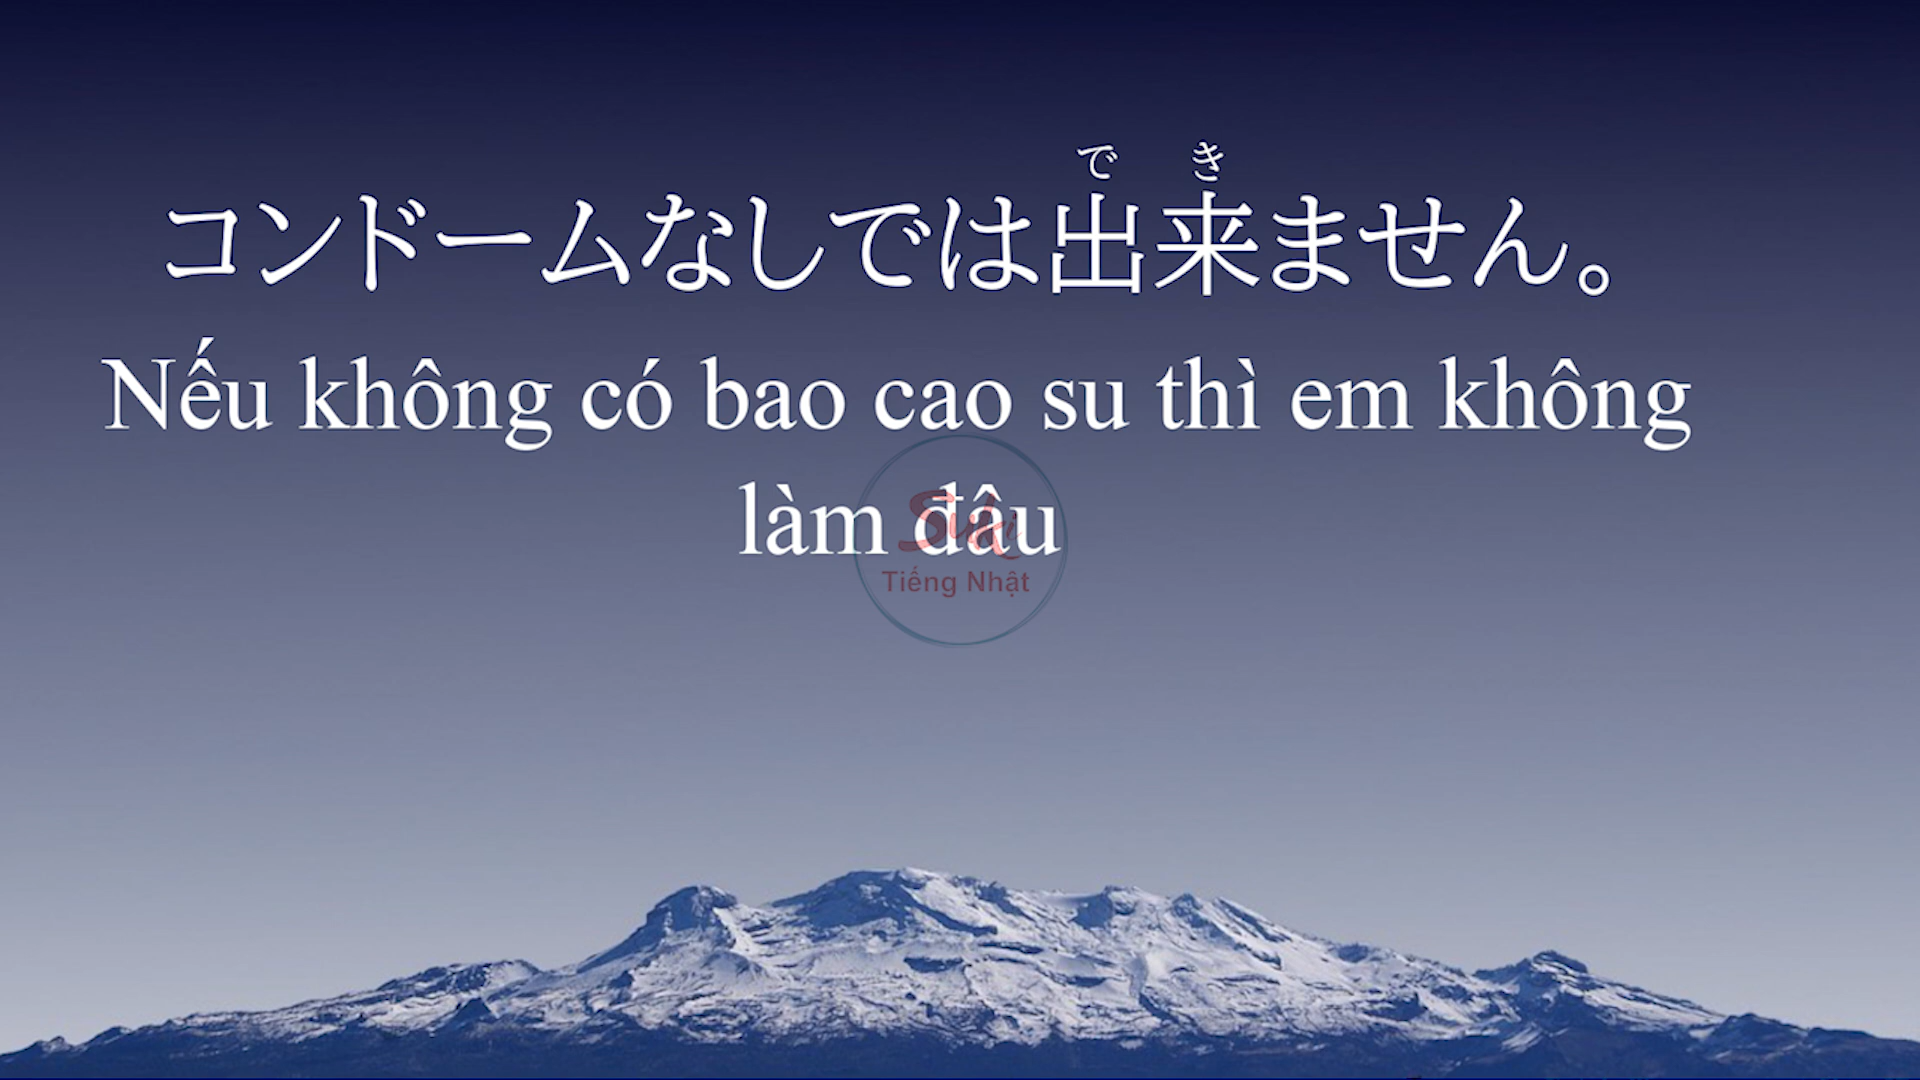 で き
コンドームなしでは出来ません。
Nếu không có bao cao su thì em không
làm đâu
Suki
Tiếng Nhật